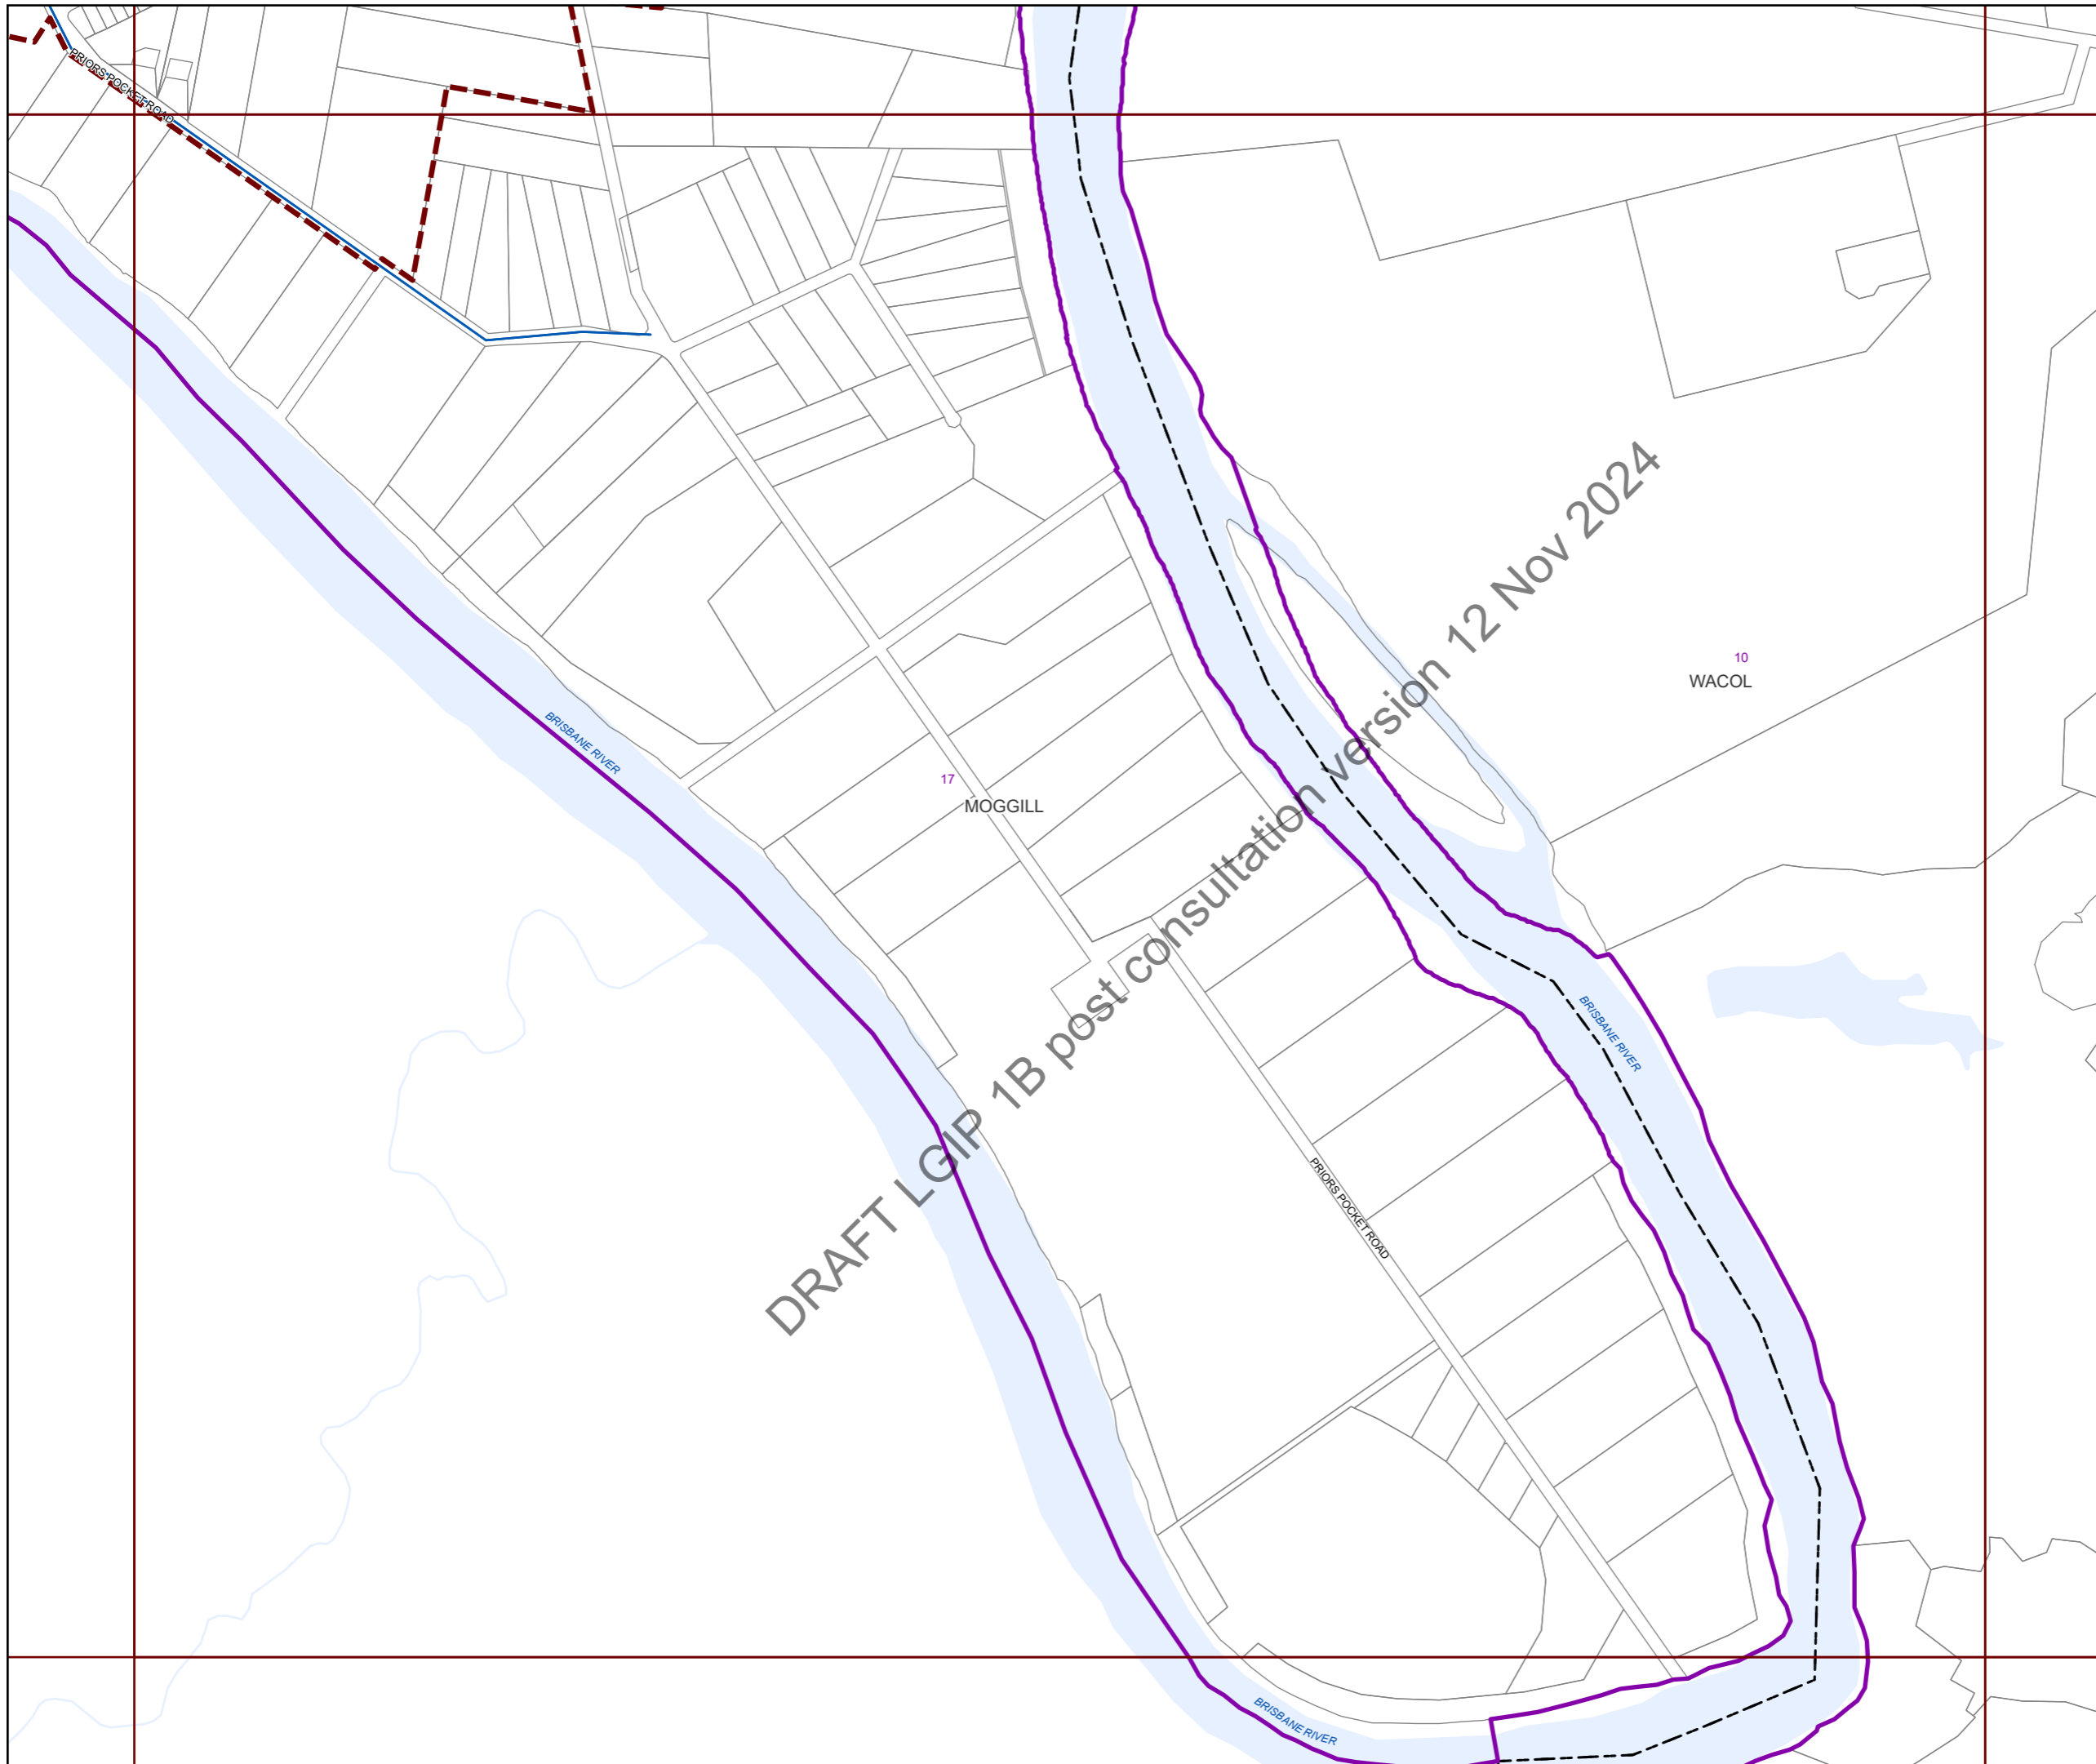 PRIORS POCKET ROAD
10
WACOL
BRISBANE RIVER
17
MOGGILL
DRAFT LGIP 1B post consultation version 12 Nov 2024
BRISBANE RIVER
PRIORS POCKET ROAD
BRISBANE RIVER